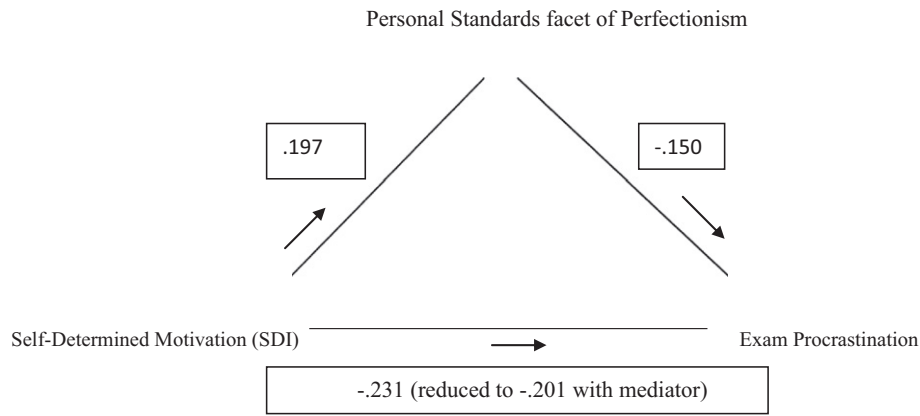 Personal Standards facet of Perfectionism
.197
-.150
Self-Determined Motivation (SDI)
Exam Procrastination
-.231 (reduced to -.201 with mediator)